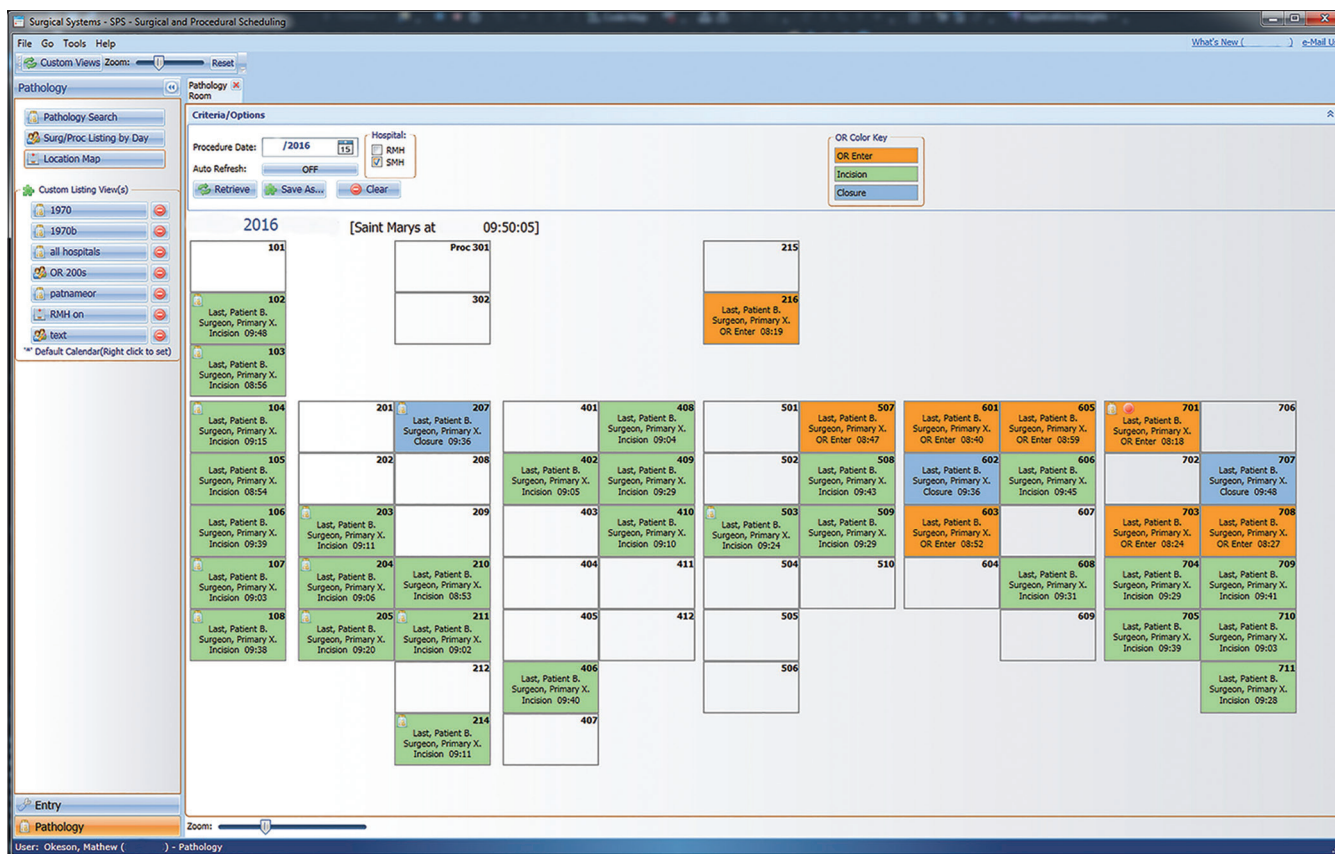 Surgical Systems - SPS - Surgical and Procedural Scheduling
File Go Tools Help
What's New ( ) e-Mail U
Custom Views Zoom: Reset
Pathology
Pathology Search
Surg/Proc Listing by Day
Location Map
Custom Listing View(s)
1970
1970b
all hospitals
OR 200s
patnameor
RMH on
text
"*" Default Calendar(Right click to set)
Entry
Pathology
Pathology
Room
Criteria/Options
Procedure Date: /2016 15
Auto Refresh: OFF
Hospital:
RMH
SMH
Retrieve Save As... Clear
OR Color Key
OR Enter
Incision
Closure
2016 [Saint Marys at 09:50:05]
101
Proc 301
215
102
Last, Patient B.
Surgeon, Primary X.
Incision 09:48
302
216
Last, Patient B.
Surgeon, Primary X.
OR Enter 08:19
103
Last, Patient B.
Surgeon, Primary X.
Incision 08:56
104
Last, Patient B.
Surgeon, Primary X.
Incision 09:15
201
207
Last, Patient B.
Surgeon, Primary X.
Closure 09:36
401
408
Last, Patient B.
Surgeon, Primary X.
Incision 09:04
501
507
Last, Patient B.
Surgeon, Primary X.
OR Enter 08:47
601
Last, Patient B.
Surgeon, Primary X.
OR Enter 08:40
605
Last, Patient B.
Surgeon, Primary X.
OR Enter 08:59
701
Last, Patient B.
Surgeon, Primary X.
OR Enter 08:18
706
105
Last, Patient B.
Surgeon, Primary X.
Incision 08:54
202
208
402
Last, Patient B.
Surgeon, Primary X.
Incision 09:05
409
Last, Patient B.
Surgeon, Primary X.
Incision 09:29
502
508
Last, Patient B.
Surgeon, Primary X.
Incision 09:43
602
Last, Patient B.
Surgeon, Primary X.
Closure 09:36
606
Last, Patient B.
Surgeon, Primary X.
Incision 09:45
702
707
Last, Patient B.
Surgeon, Primary X.
Closure 09:48
106
Last, Patient B.
Surgeon, Primary X.
Incision 09:39
203
Last, Patient B.
Surgeon, Primary X.
Incision 09:11
209
403
410
Last, Patient B.
Surgeon, Primary X.
Incision 09:10
503
Last, Patient B.
Surgeon, Primary X.
Incision 09:24
509
Last, Patient B.
Surgeon, Primary X.
Incision 09:29
603
Last, Patient B.
Surgeon, Primary X.
OR Enter 08:52
607
703
Last, Patient B.
Surgeon, Primary X.
OR Enter 08:24
708
Last, Patient B.
Surgeon, Primary X.
OR Enter 08:27
107
Last, Patient B.
Surgeon, Primary X.
Incision 09:03
204
Last, Patient B.
Surgeon, Primary X.
Incision 09:06
210
Last, Patient B.
Surgeon, Primary X.
Incision 08:53
404
411
504
510
604
608
Last, Patient B.
Surgeon, Primary X.
Incision 09:31
704
Last, Patient B.
Surgeon, Primary X.
Incision 09:29
709
Last, Patient B.
Surgeon, Primary X.
Incision 09:41
108
Last, Patient B.
Surgeon, Primary X.
Incision 09:38
205
Last, Patient B.
Surgeon, Primary X.
Incision 09:20
211
Last, Patient B.
Surgeon, Primary X.
Incision 09:02
405
412
505
609
705
Last, Patient B.
Surgeon, Primary X.
Incision 09:39
710
Last, Patient B.
Surgeon, Primary X.
Incision 09:03
212
406
Last, Patient B.
Surgeon, Primary X.
Incision 09:40
506
711
Last, Patient B.
Surgeon, Primary X.
Incision 09:28
214
Last, Patient B.
Surgeon, Primary X.
Incision 09:11
407
Zoom:
User: Okeson, Mathew ( ) - Pathology